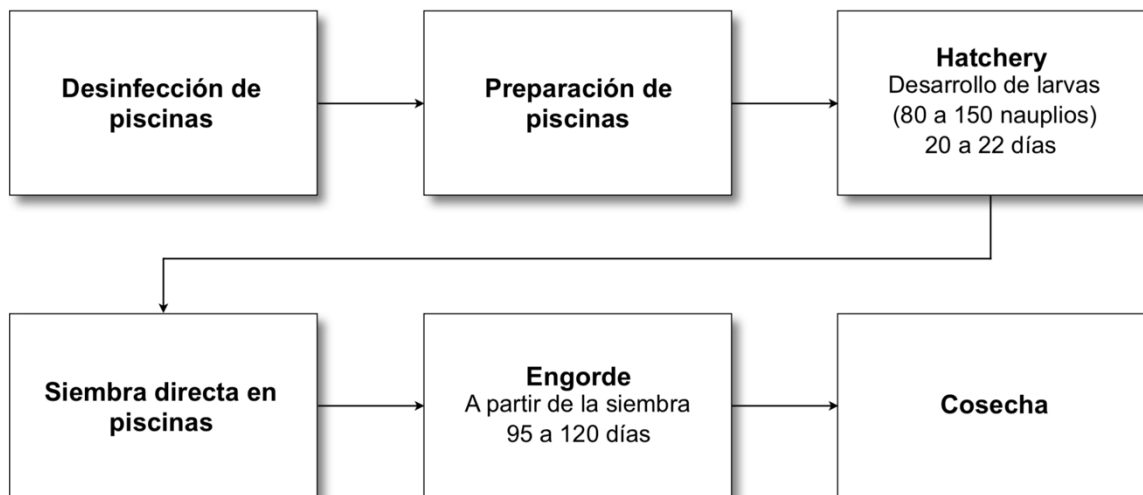 Desinfección de
piscinas
Preparación de
piscinas
Hatchery
Desarrollo de larvas
(80 a 150 nauplios)
20 a 22 días
Siembra directa en
piscinas
Engorde
A partir de la siembra
95 a 120 días
Cosecha